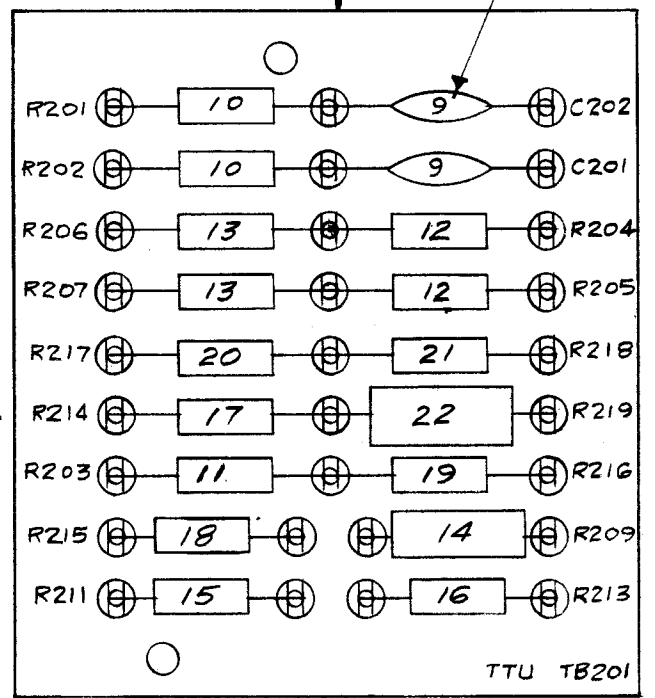 R201 10 9 C202
R202 10 9 C201
R206 13 12 R204
R207 13 12 R205
R217 20 21 R218
R214 17 22 R219
R203 11 19 R216
R215 18 14 R209
R211 15 16 R213
TTU TB201